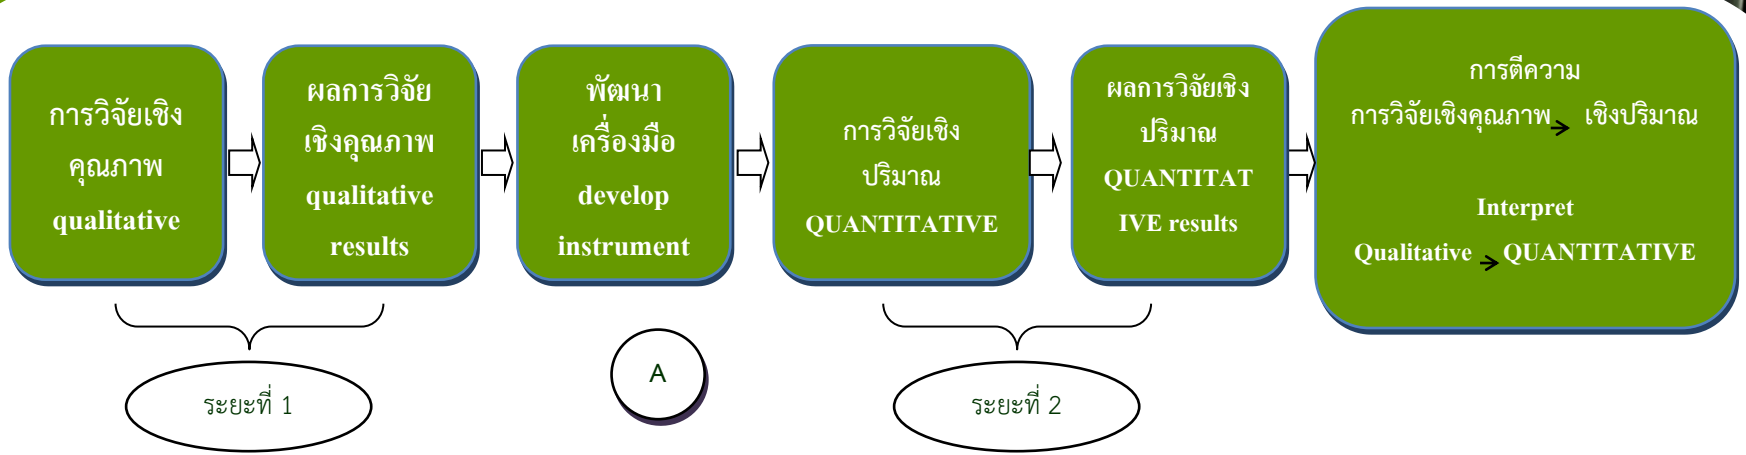 การวิจัยเชิง
คุณภาพ
qualitative
ผลการวิจัย
เชิงคุณภาพ
qualitative
results
พัฒนา
เครื่องมือ
develop
instrument
การวิจัยเชิง
ปริมาณ
QUANTITATIVE
ผลการวิจัยเชิง
ปริมาณ
QUANTITAT
IVE results
การตีความ
การวิจัยเชิงคุณภาพ → เชิงปริมาณ
Interpret
Qualitative → QUANTITATIVE
ระยะที่ 1
A
ระยะที่ 2